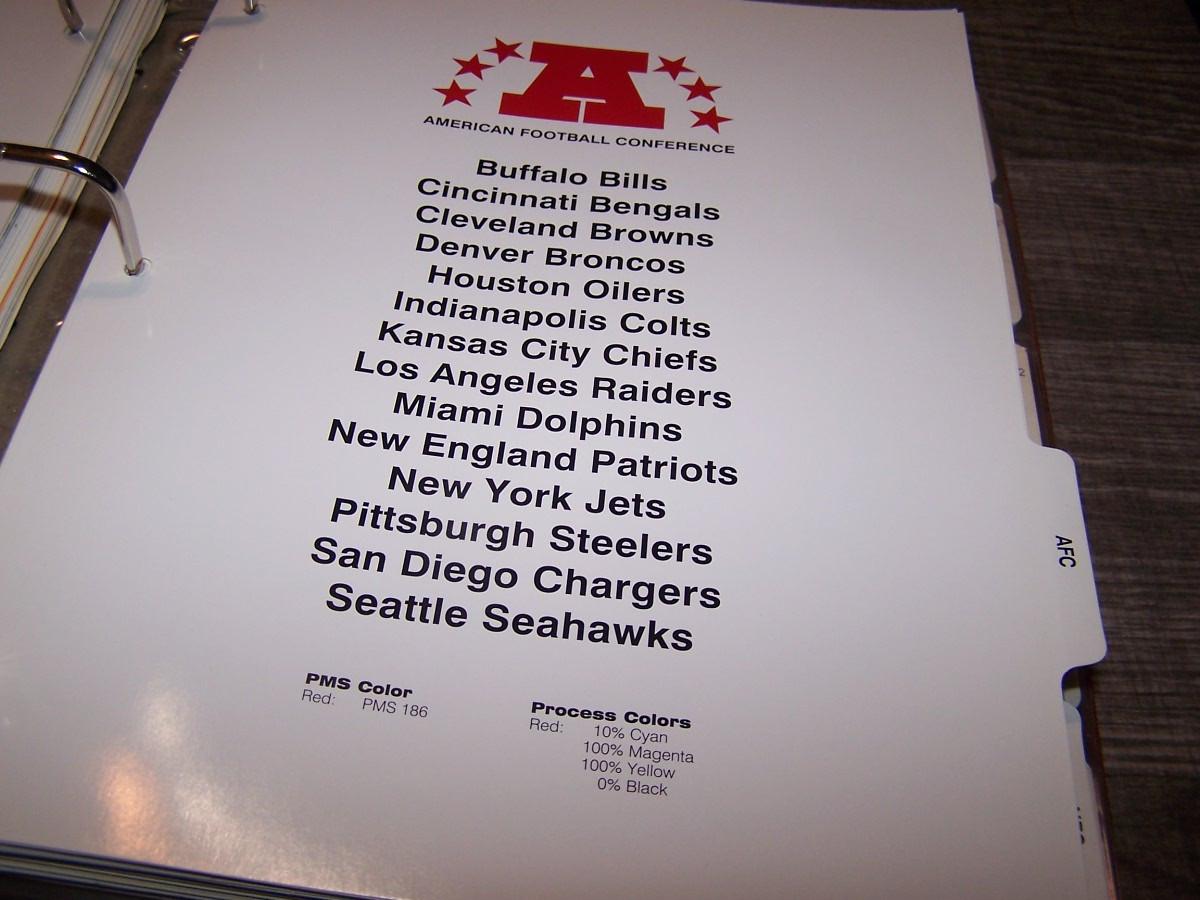 A
AMERICAN FOOTBALL CONFERENCE
Buffalo Bills
Cincinnati Bengals
Cleveland Browns
Denver Broncos
Houston Oilers
Indianapolis Colts
Kansas City Chiefs
Los Angeles Raiders
Miami Dolphins
New England Patriots
New York Jets
Pittsburgh Steelers
San Diego Chargers
Seattle Seahawks
PMS Color
Red: PMS 186
Process Colors
Red: 10% Cyan
100% Magenta
100% Yellow
0% Black
2
AFC